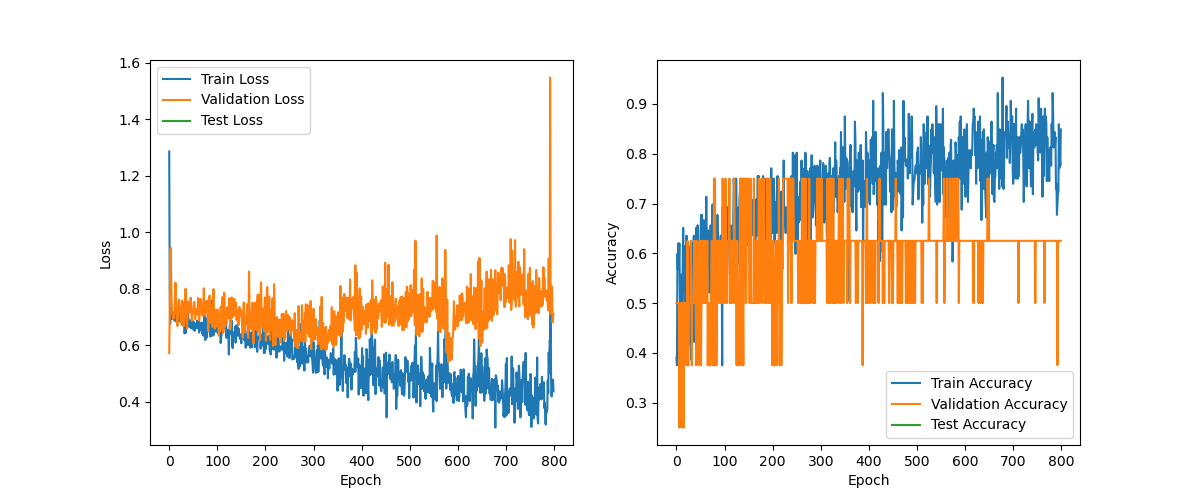 1.6
1.4
1.2
1.0
0.8
0.6
0.4
Loss
0 100 200 300 400 500 600 700 800
Epoch
Train Loss
Validation Loss
Test Loss
0.9
0.8
0.7
0.6
0.5
0.4
0.3
Accuracy
0 100 200 300 400 500 600 700 800
Epoch
Train Accuracy
Validation Accuracy
Test Accuracy